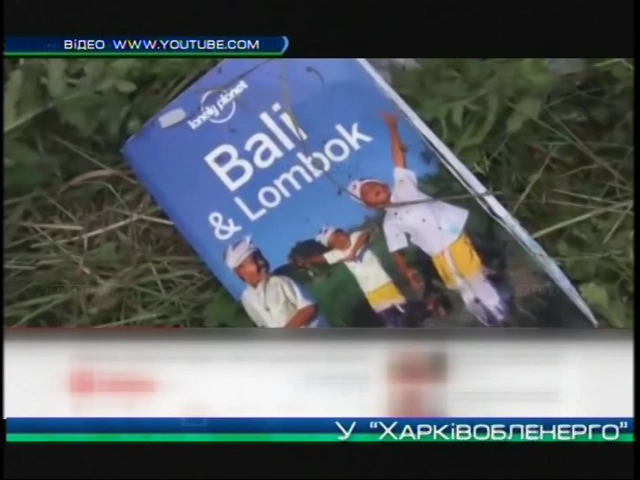 ВІДЕО WWW.YOUTUBE.COM
lonely planet
Bali
& Lombok
У "ХАРКІВОБЛЕНЕРГО"